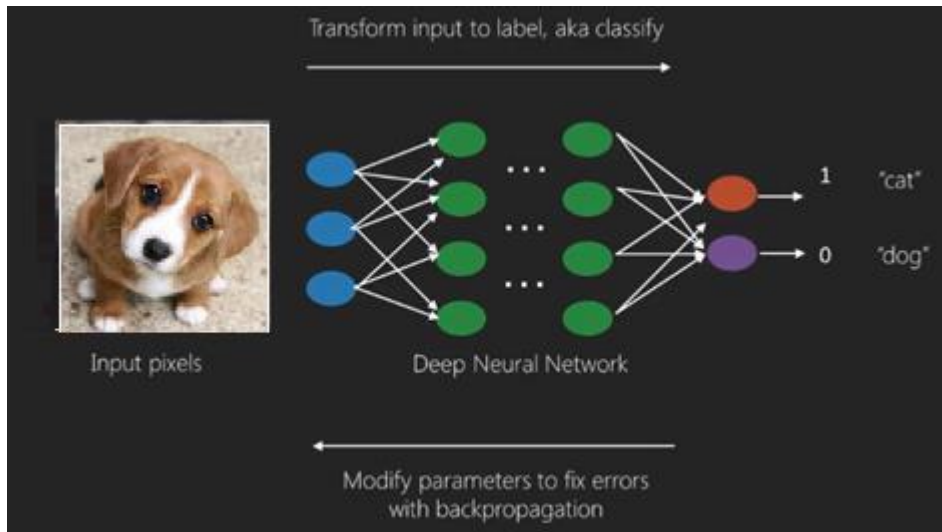 Transform input to label, aka classify
1 "cat"
0 "dog"
Input pixels
Deep Neural Network
Modify parameters to fix errors
with backpropagation